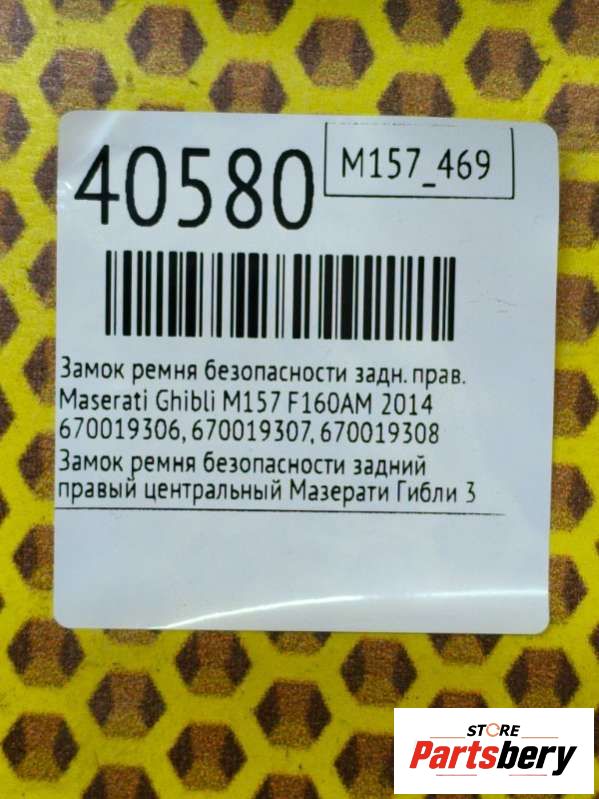 40580
M157_469
Замок ремня безопасности задн. прав.
Maserati Ghibli M157 F160AM 2014
670019306, 670019307, 670019308
Замок ремня безопасности задний
правый центральный Мазерати Гибли 3
STORE
Partsbery